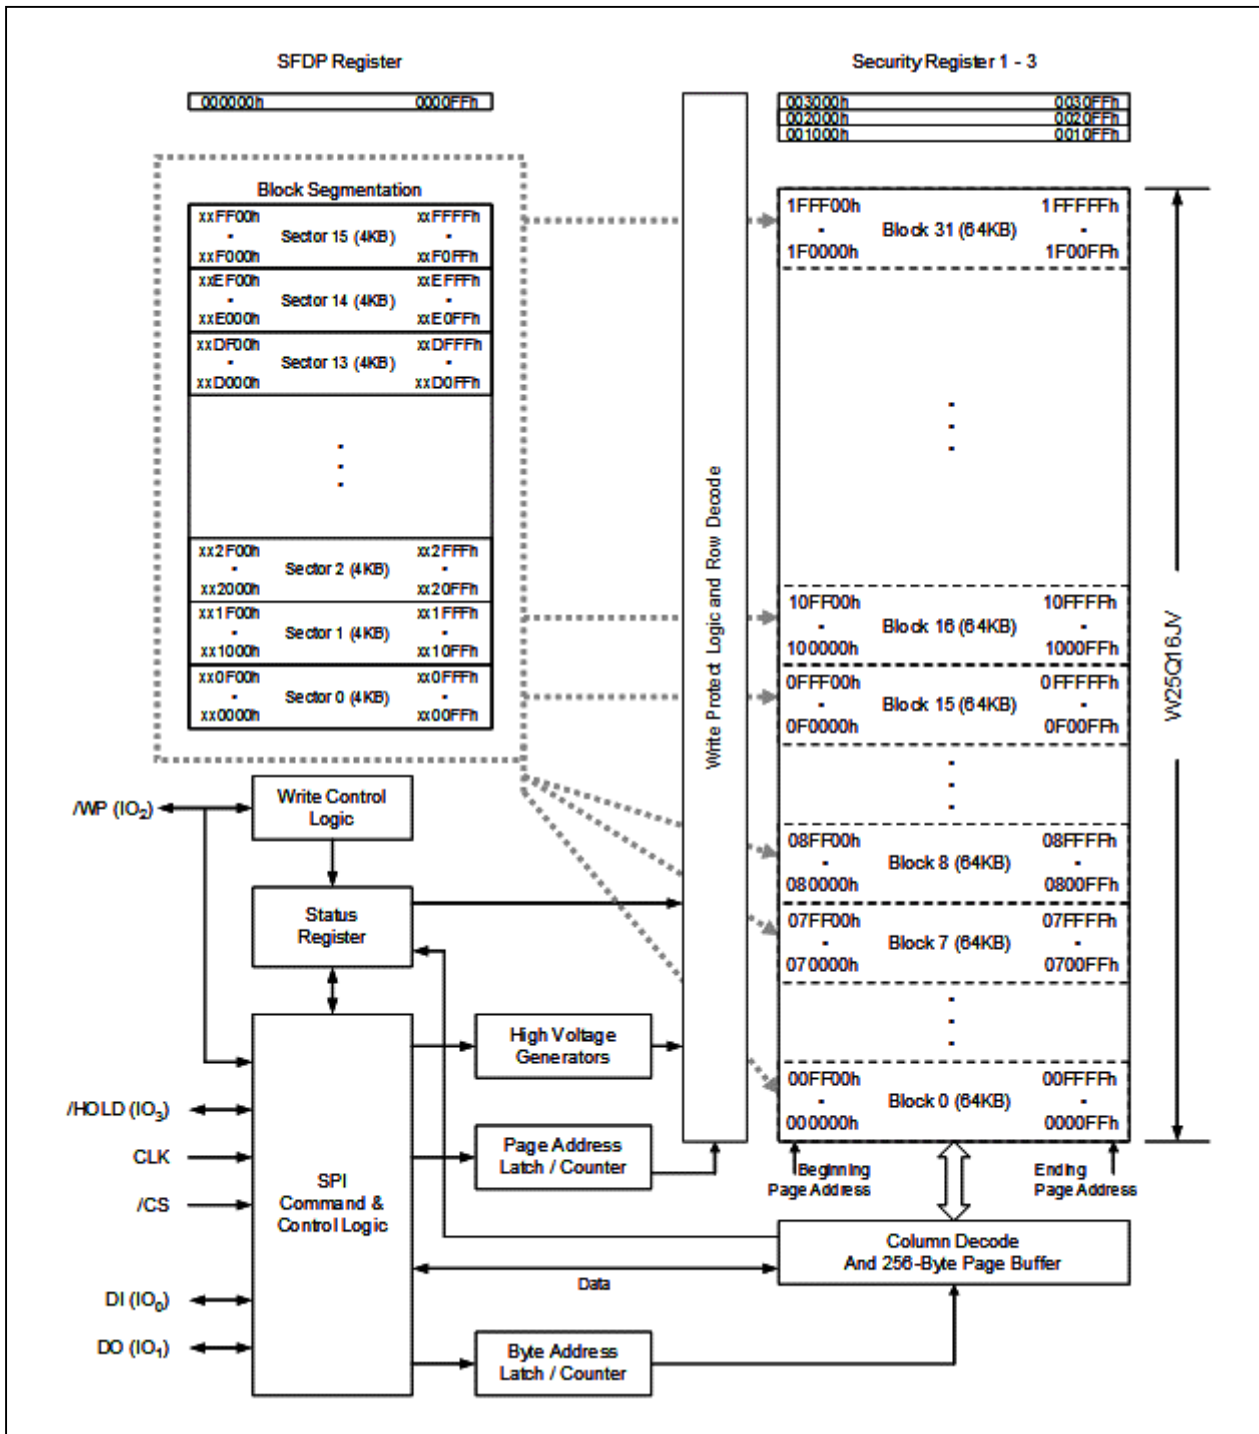 SFDP Register
000000h 0000FFh
Block Segmentation
xxFF00h xxFFFFh
- Sector 15 (4KB) -
xxF000h xxF0FFh
xxEF00h xxEFFFh
- Sector 14 (4KB) -
xxE000h xxE0FFh
xxDF00h xxDFFFh
- Sector 13 (4KB) -
xxD000h xxD0FFh
xx2F00h xx2FFFh
- Sector 2 (4KB) -
xx2000h xx20FFh
xx1F00h xx1FFFh
- Sector 1 (4KB) -
xx1000h xx10FFh
xx0F00h xx0FFFh
- Sector 0 (4KB) -
xx0000h xx00FFh
Security Register 1 - 3
003000h 0030FFh
002000h 0020FFh
001000h 0010FFh
Write Protect Logic and Row Decode
1FFF00h 1FFFFFh
- Block 31 (64KB) -
1F0000h 1F00FFh
10FF00h 10FFFFh
- Block 16 (64KB) -
100000h 1000FFh
0FFF00h 0FFFFFh
- Block 15 (64KB) -
0F0000h 0F00FFh
08FF00h 08FFFFh
- Block 8 (64KB) -
080000h 0800FFh
07FF00h 07FFFFh
- Block 7 (64KB) -
070000h 0700FFh
00FF00h 00FFFFh
- Block 0 (64KB) -
000000h 0000FFh
W25Q16JV
Beginning
Page Address
Ending
Page Address
/WP (IO₂)
Write Control
Logic
Status
Register
High Voltage
Generators
/HOLD (IO₃)
CLK
/CS
SPI
Command &
Control Logic
Page Address
Latch / Counter
Column Decode
And 256-Byte Page Buffer
Data
DI (IO₀)
DO (IO₁)
Byte Address
Latch / Counter